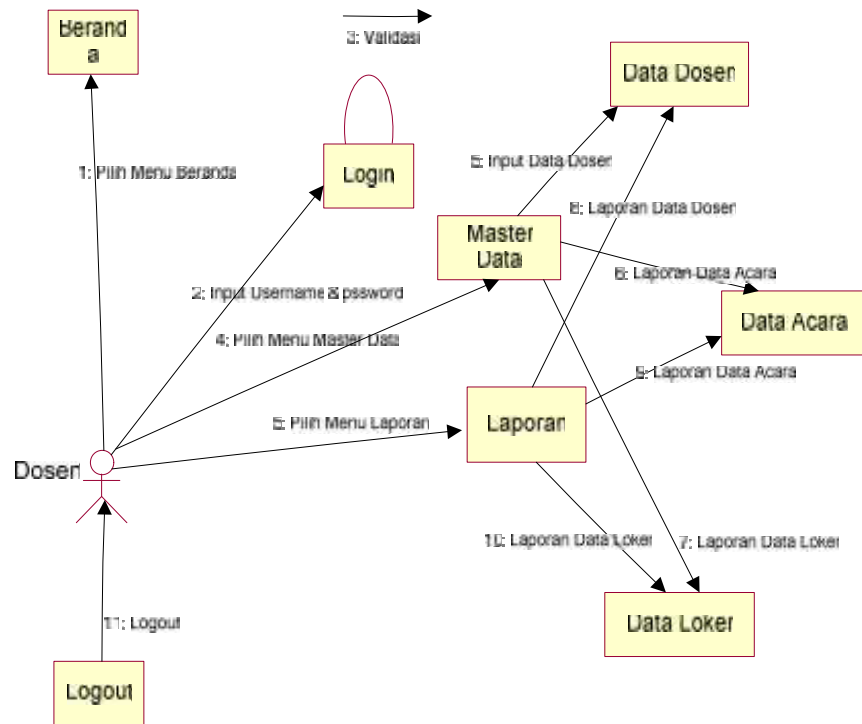 Berand
a
3: Validasi
Data Dosen
1: Pilih Menu Beranda
Login
5: Input Data Dosen
8: Laporan Data Dosen
Master
Data
6: Laporan Data Acara
2: Input Username & pssword
Data Acara
4: Pilih Menu Master Data
9: Laporan Data Acara
5: Pilih Menu Laporan
Laporan
Dosen
10: Laporan Data Loker
7: Laporan Data Loker
11: Logout
Data Loker
Logout